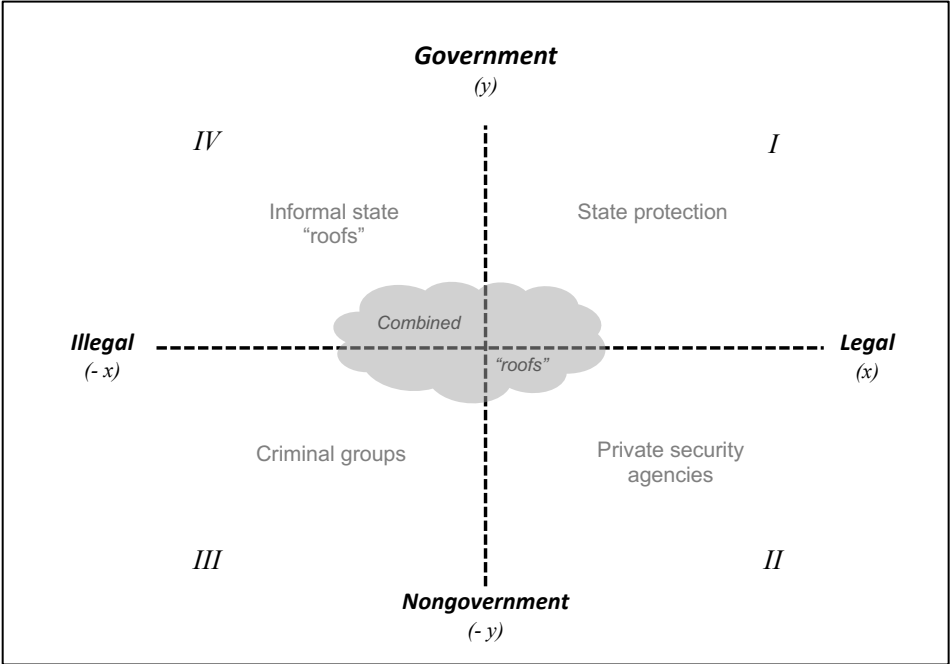 Government
(y)
IV
I
Informal state
“roofs”
State protection
Combined
Illegal
(- x)
Legal
(x)
“roofs”
Criminal groups
Private security
agencies
III
II
Nongovernment
(- y)